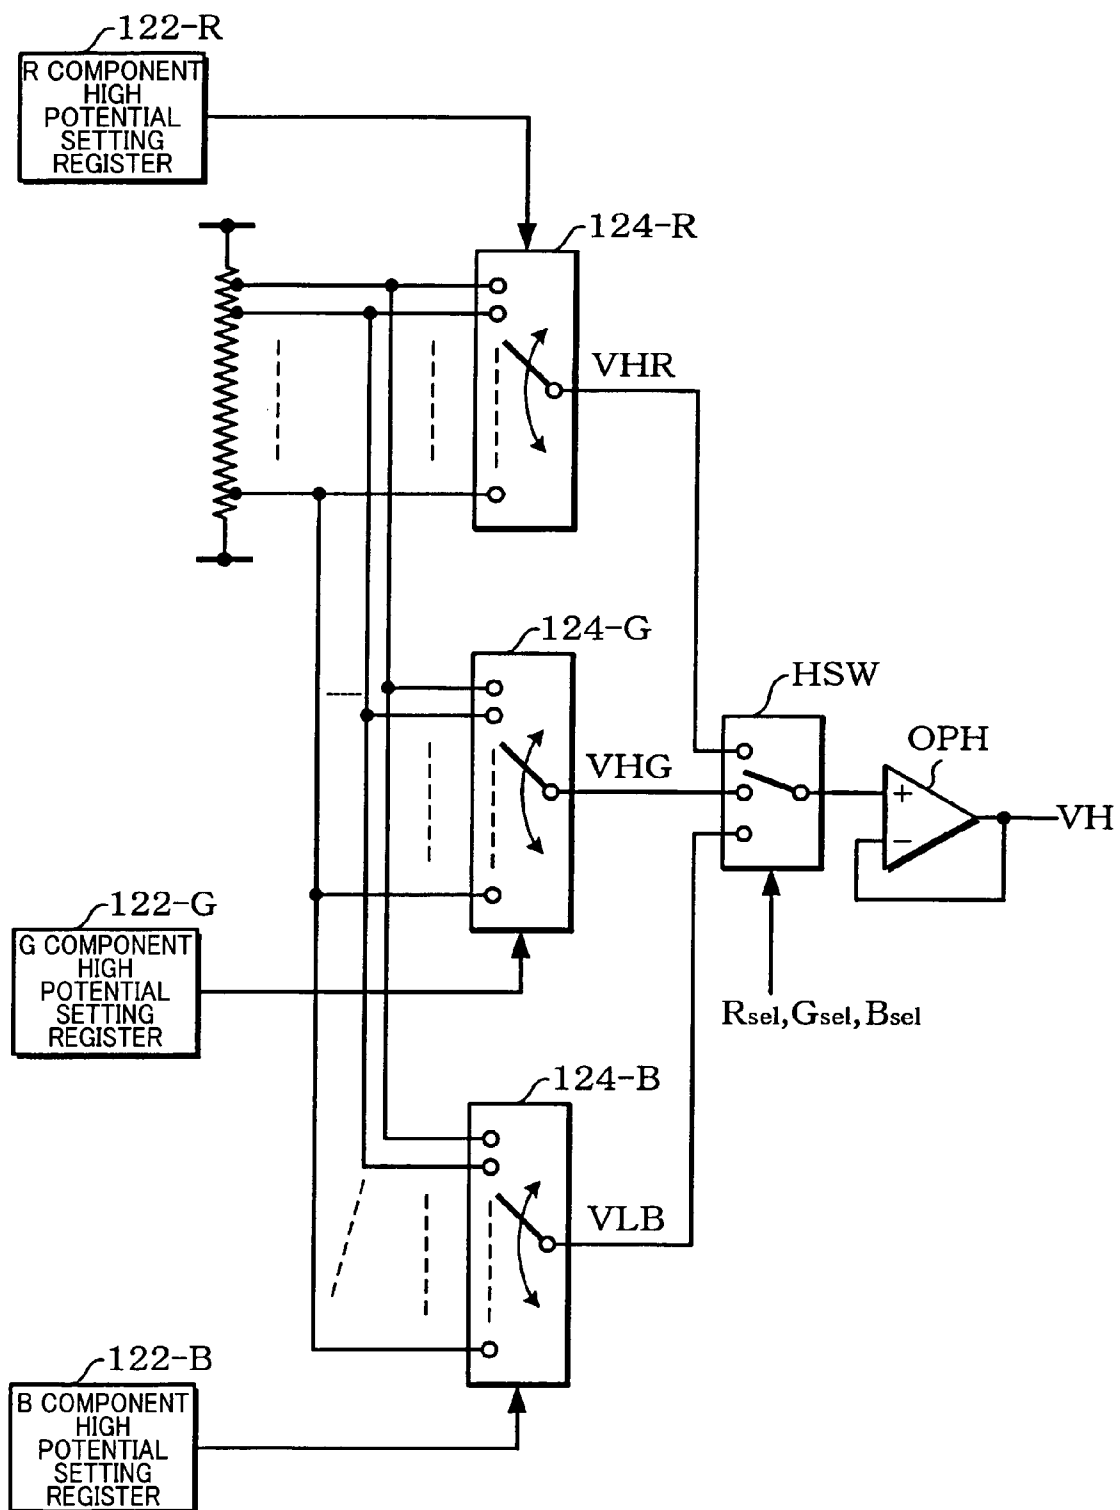 122-R
R COMPONENT
HIGH
POTENTIAL
SETTING
REGISTER
124-R
VHR
124-G
HSW
OPH
VHG
+
−
VH
122-G
G COMPONENT
HIGH
POTENTIAL
SETTING
REGISTER
Rsel,Gsel,Bsel
124-B
VLB
122-B
B COMPONENT
HIGH
POTENTIAL
SETTING
REGISTER